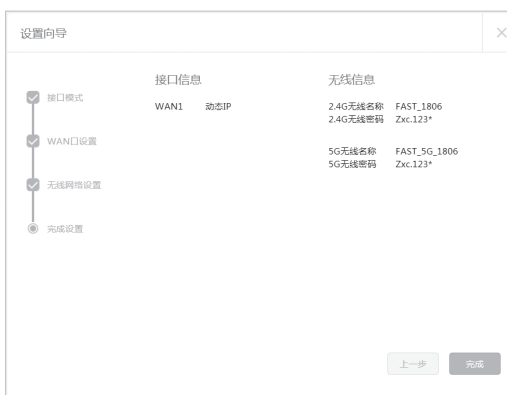 设置向导
接口模式
WAN口设置
无线网络设置
完成设置
接口信息
WAN1 动态IP
无线信息
2.4G无线名称 FAST_1806
2.4G无线密码 Zxc.123*
5G无线名称 FAST_5G_1806
5G无线密码 Zxc.123*
上一步 完成